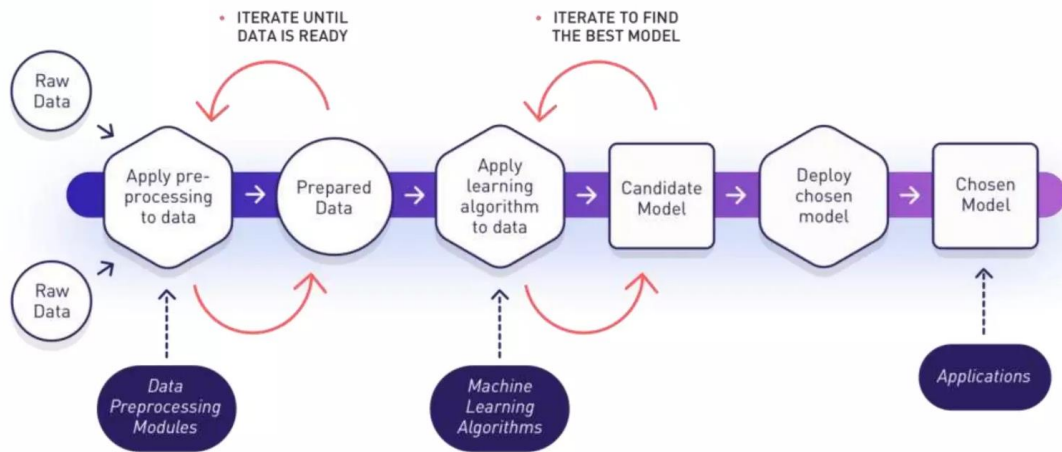 • ITERATE UNTIL
DATA IS READY
• ITERATE TO FIND
THE BEST MODEL
Raw
Data
Apply pre-
processing
to data
Prepared
Data
Apply
learning
algorithm
to data
Candidate
Model
Deploy
chosen
model
Chosen
Model
Raw
Data
Data
Preprocessing
Modules
Machine
Learning
Algorithms
Applications